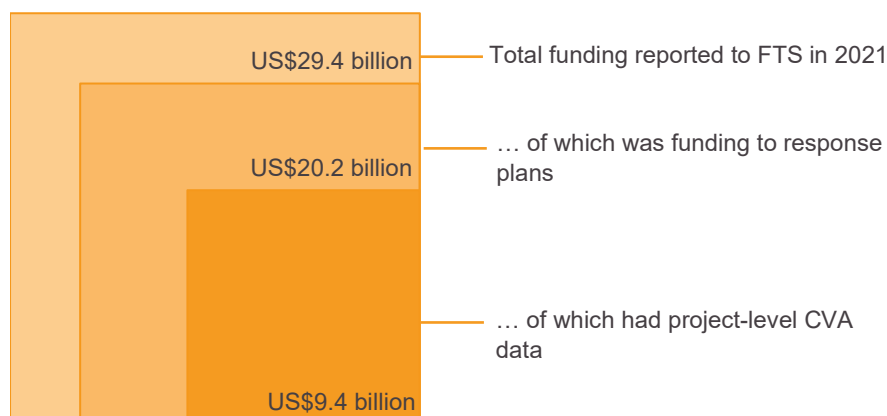 US$29.4 billion
Total funding reported to FTS in 2021
US$20.2 billion
… of which was funding to response
plans
… of which had project-level CVA
data
US$9.4 billion